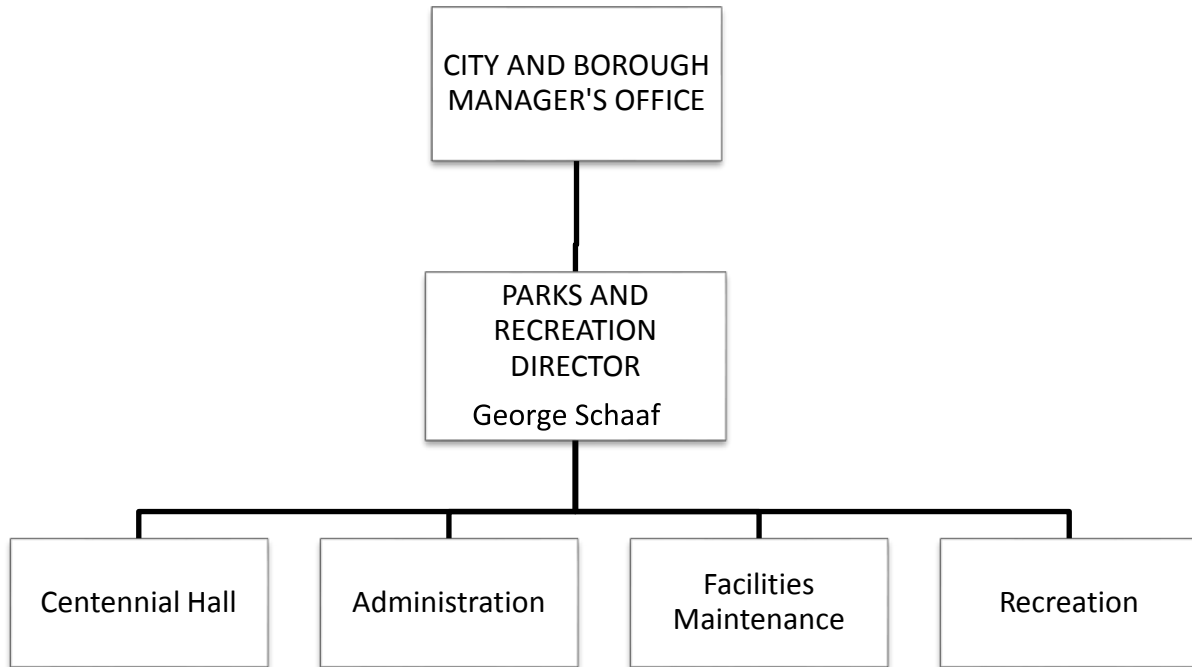 CITY AND BOROUGH
MANAGER'S OFFICE
PARKS AND
RECREATION
DIRECTOR
George Schaaf
Centennial Hall
Administration
Facilities
Maintenance
Recreation